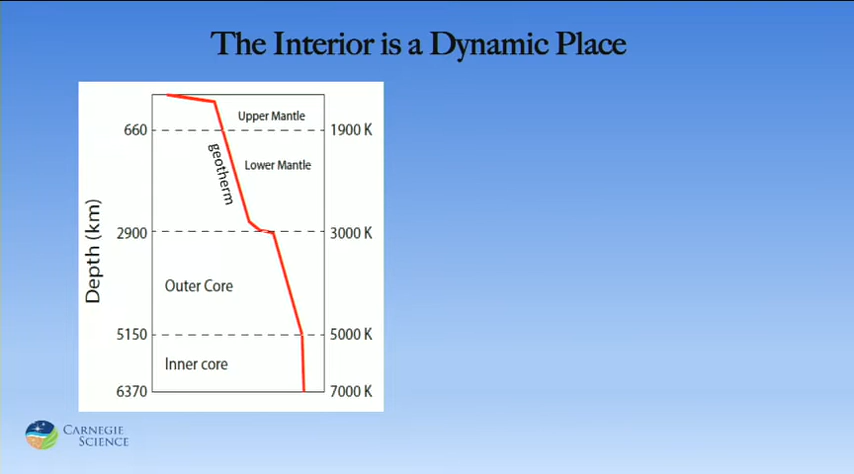 The Interior is a Dynamic Place
Upper Mantle
660
1900 K
geotherm
Lower Mantle
Depth (km)
2900
3000 K
Outer Core
5150
5000 K
Inner core
6370
7000 K
CARNEGIE
SCIENCE